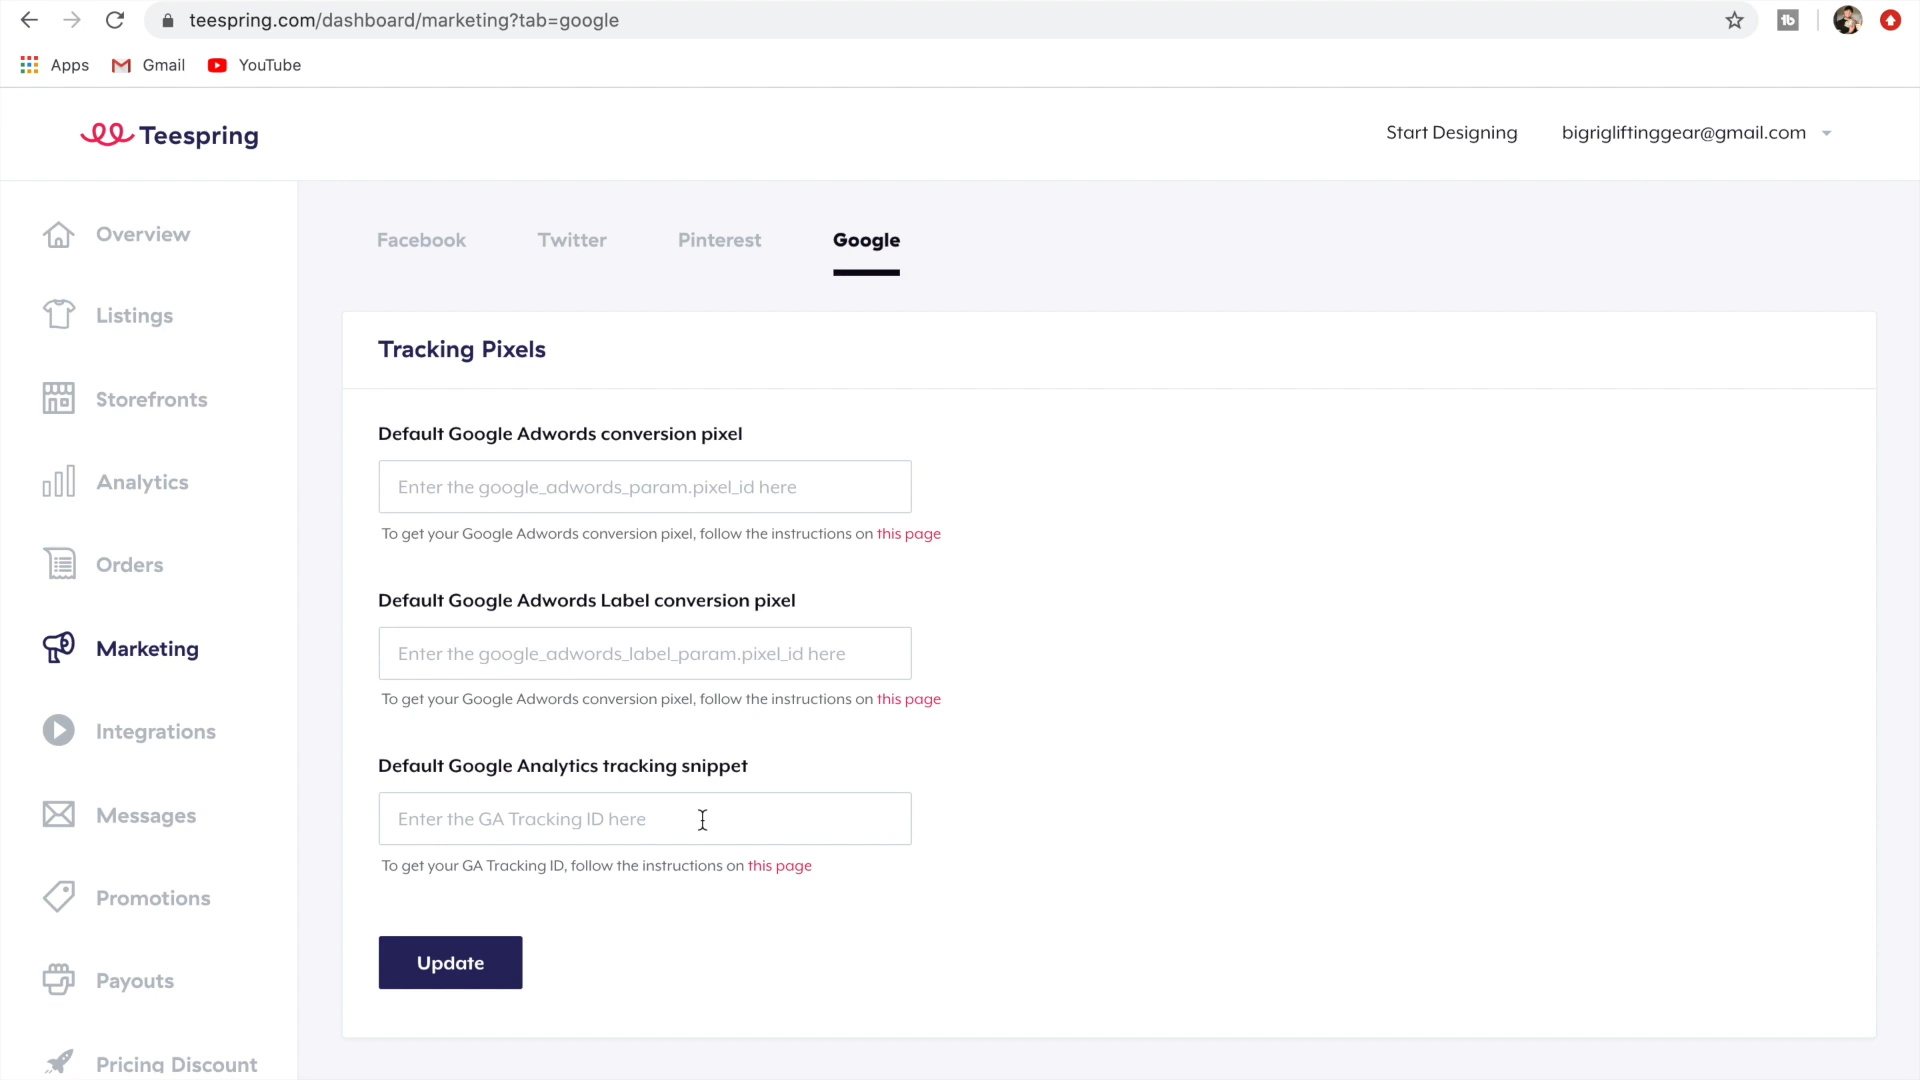 teespring.com/dashboard/marketing?tab=google
Apps
Gmail
YouTube
Teespring
Start Designing
bigrigliftinggear@gmail.com
Overview
Listings
Storefronts
Analytics
Orders
Marketing
Integrations
Messages
Promotions
Payouts
Pricing Discount
Facebook
Twitter
Pinterest
Google
Tracking Pixels
Default Google Adwords conversion pixel
Enter the google_adwords_param.pixel_id here
To get your Google Adwords conversion pixel, follow the instructions on this page
Default Google Adwords Label conversion pixel
Enter the google_adwords_label_param.pixel_id here
To get your Google Adwords conversion pixel, follow the instructions on this page
Default Google Analytics tracking snippet
Enter the GA Tracking ID here
To get your GA Tracking ID, follow the instructions on this page
Update